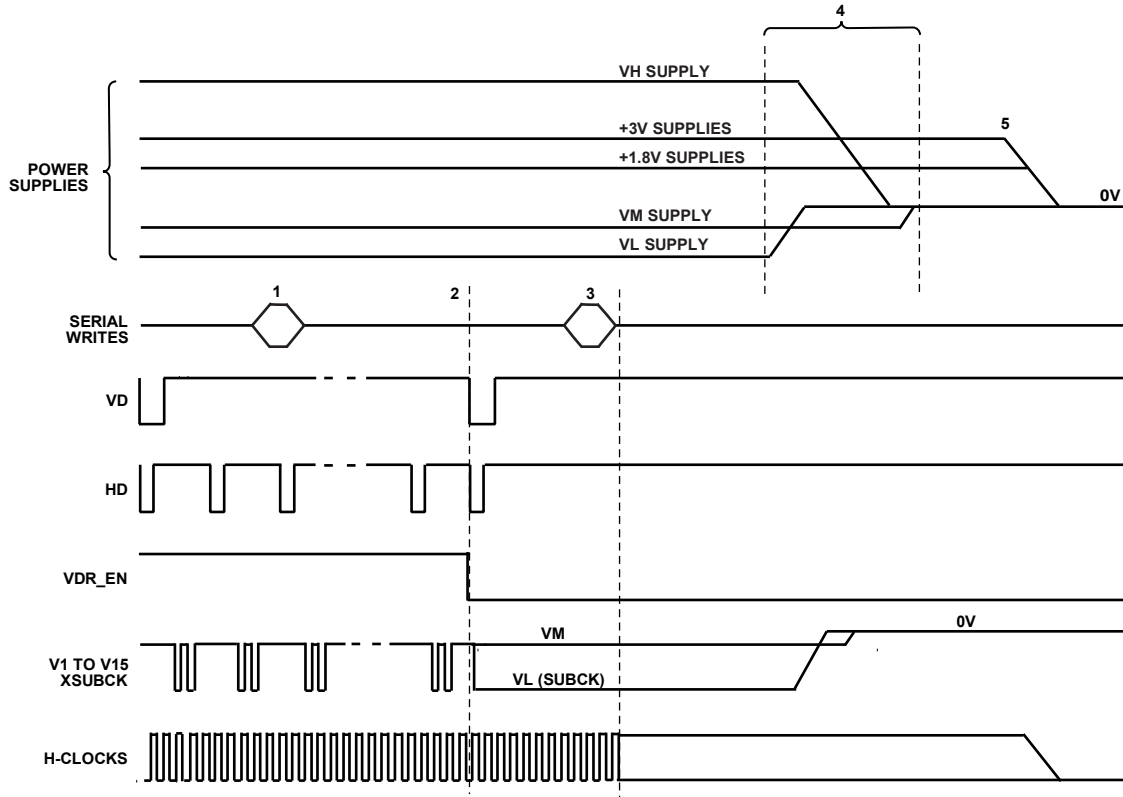 4
VH SUPPLY
+3V SUPPLIES
5
+1.8V SUPPLIES
POWER
SUPPLIES
0V
VM SUPPLY
VL SUPPLY
1
2
3
SERIAL
WRITES
VD
HD
VDR_EN
0V
VM
V1 TO V15
XSUBCK
VL (SUBCK)
H-CLOCKS